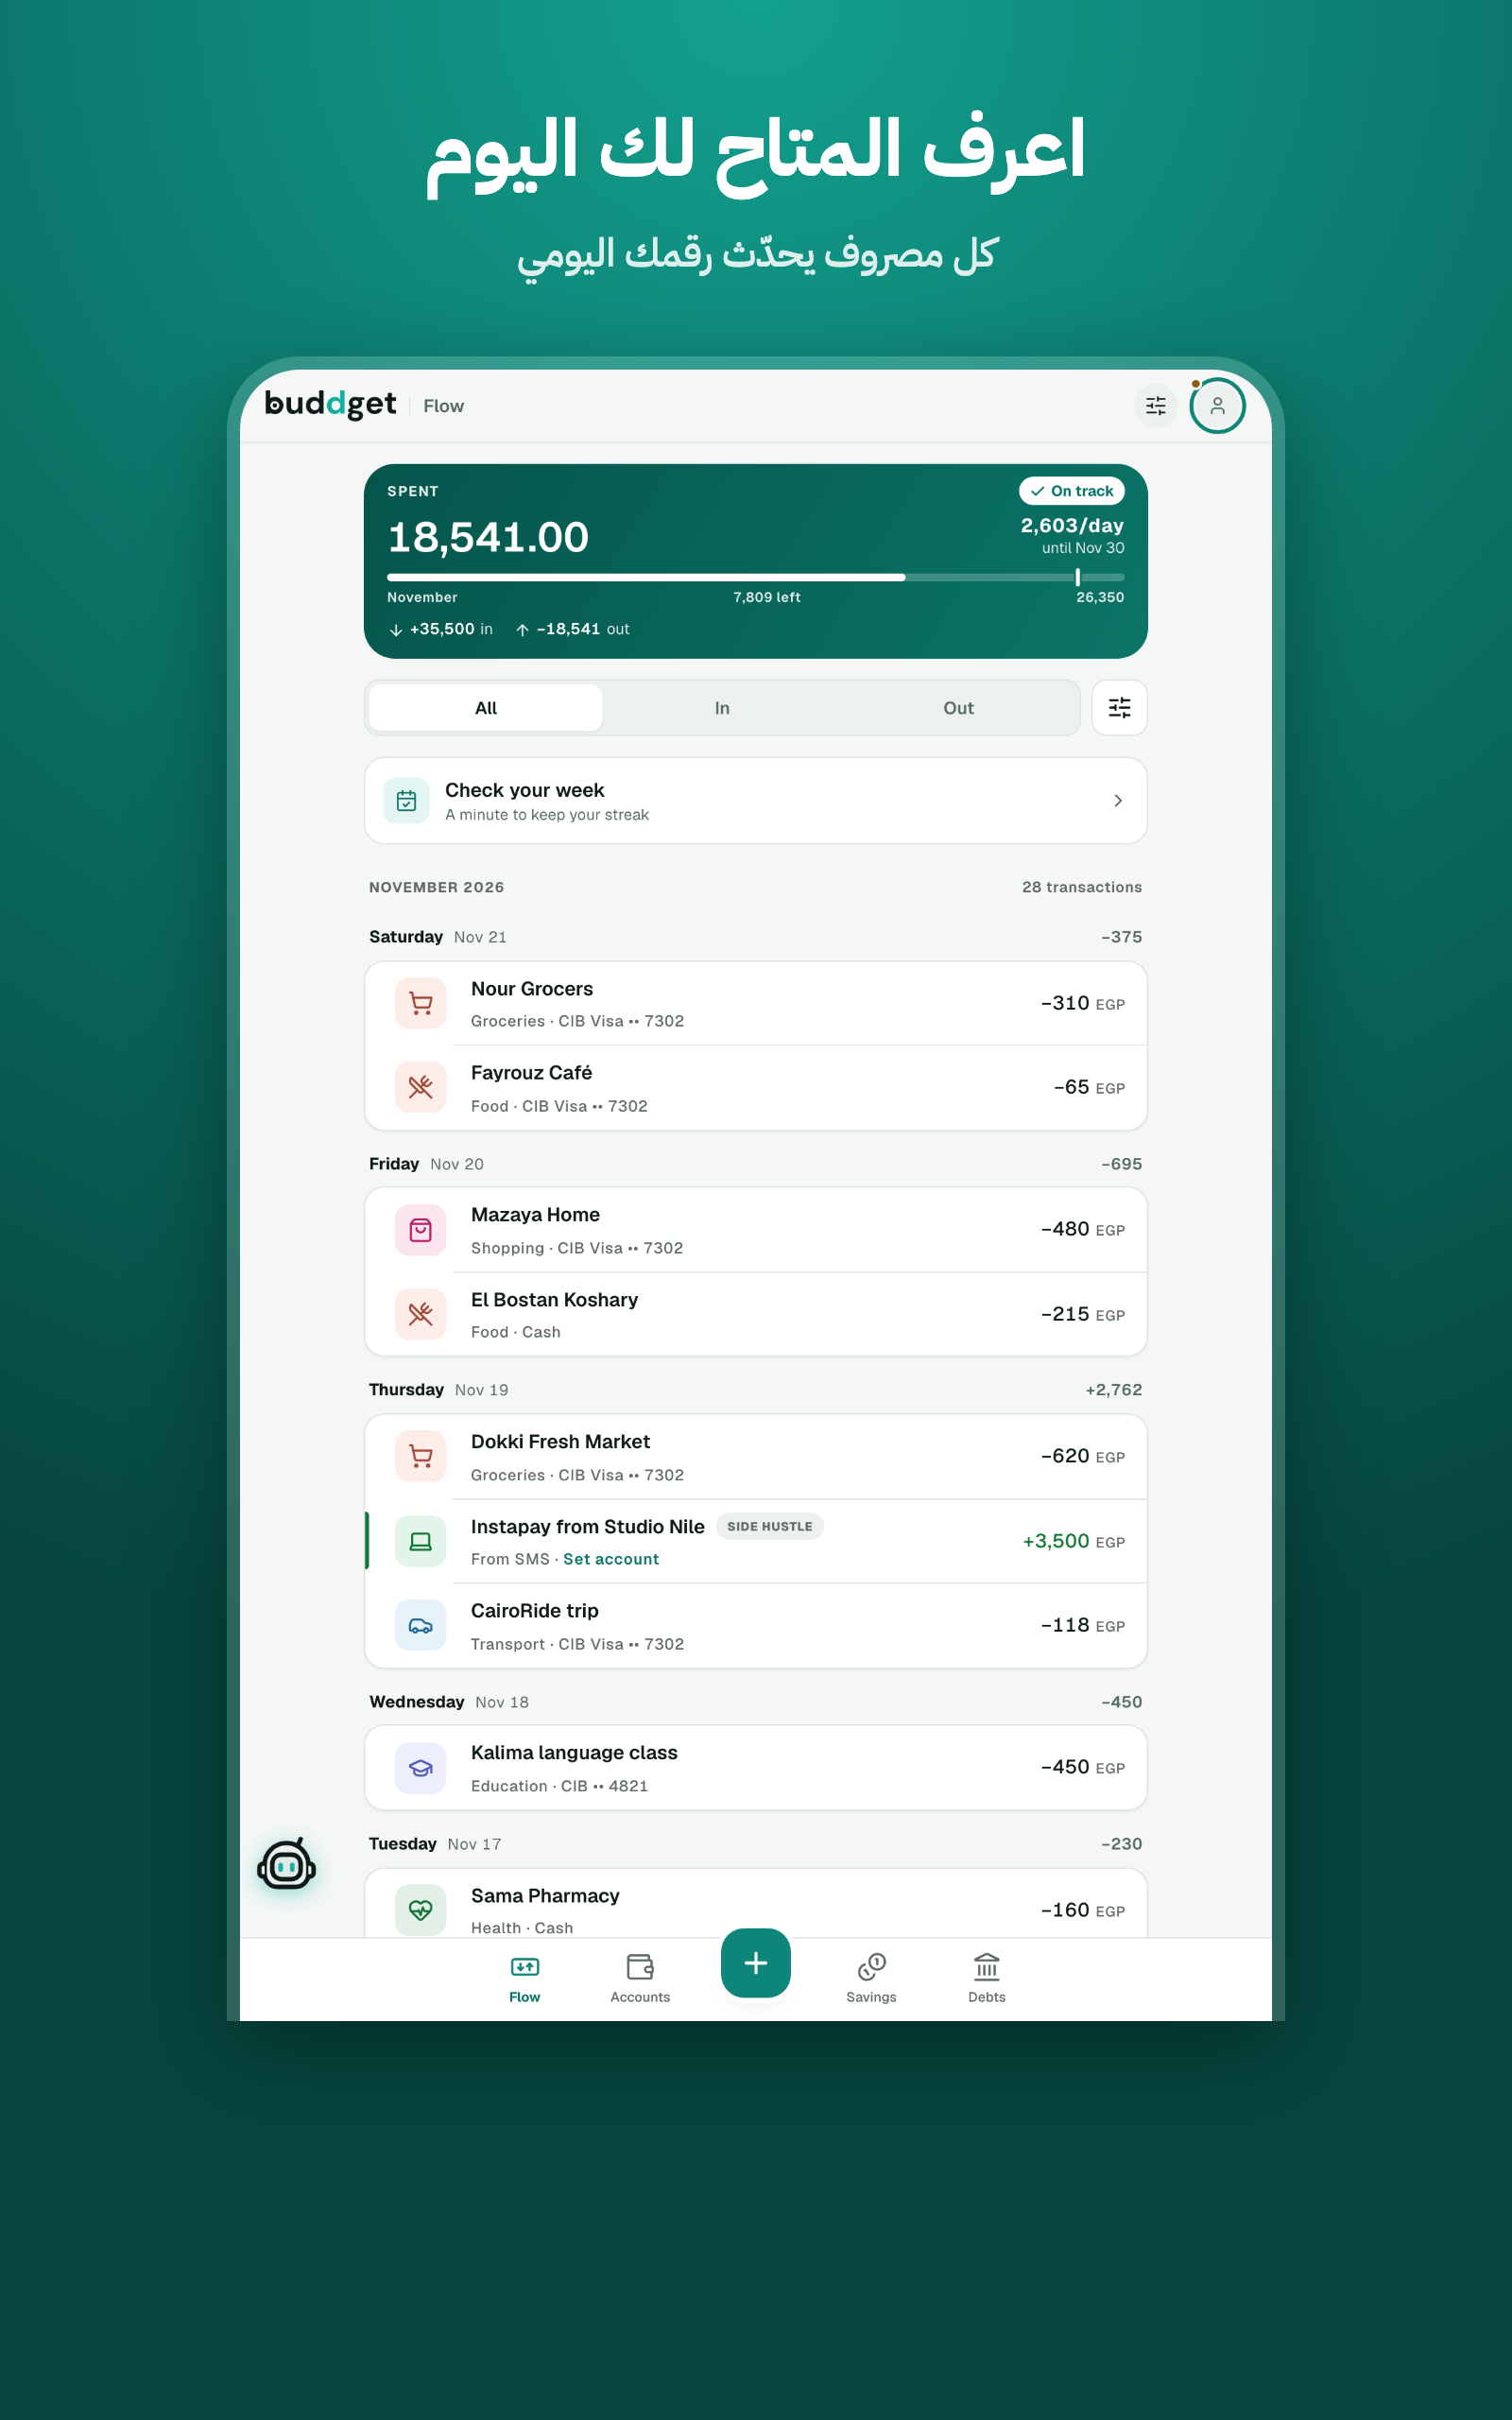 اعرف المتاح لك اليوم
كل مصروف يحدّث رقمك اليومي
buddget Flow
SPENT On track
18,541.00 2,603/day
until Nov 30
November 7,809 left 26,350
+35,500 in −18,541 out
All In Out
Check your week
A minute to keep your streak
NOVEMBER 2026 28 transactions
Saturday Nov 21 −375
Nour Grocers −310 EGP
Groceries · CIB Visa •• 7302
Fayrouz Café −65 EGP
Food · CIB Visa •• 7302
Friday Nov 20 −695
Mazaya Home −480 EGP
Shopping · CIB Visa •• 7302
El Bostan Koshary −215 EGP
Food · Cash
Thursday Nov 19 +2,762
Dokki Fresh Market −620 EGP
Groceries · CIB Visa •• 7302
Instapay from Studio Nile SIDE HUSTLE +3,500 EGP
From SMS · Set account
CairoRide trip −118 EGP
Transport · CIB Visa •• 7302
Wednesday Nov 18 −450
Kalima language class −450 EGP
Education · CIB •• 4821
Tuesday Nov 17 −230
Sama Pharmacy −160 EGP
Health · Cash
Flow Accounts Savings Debts